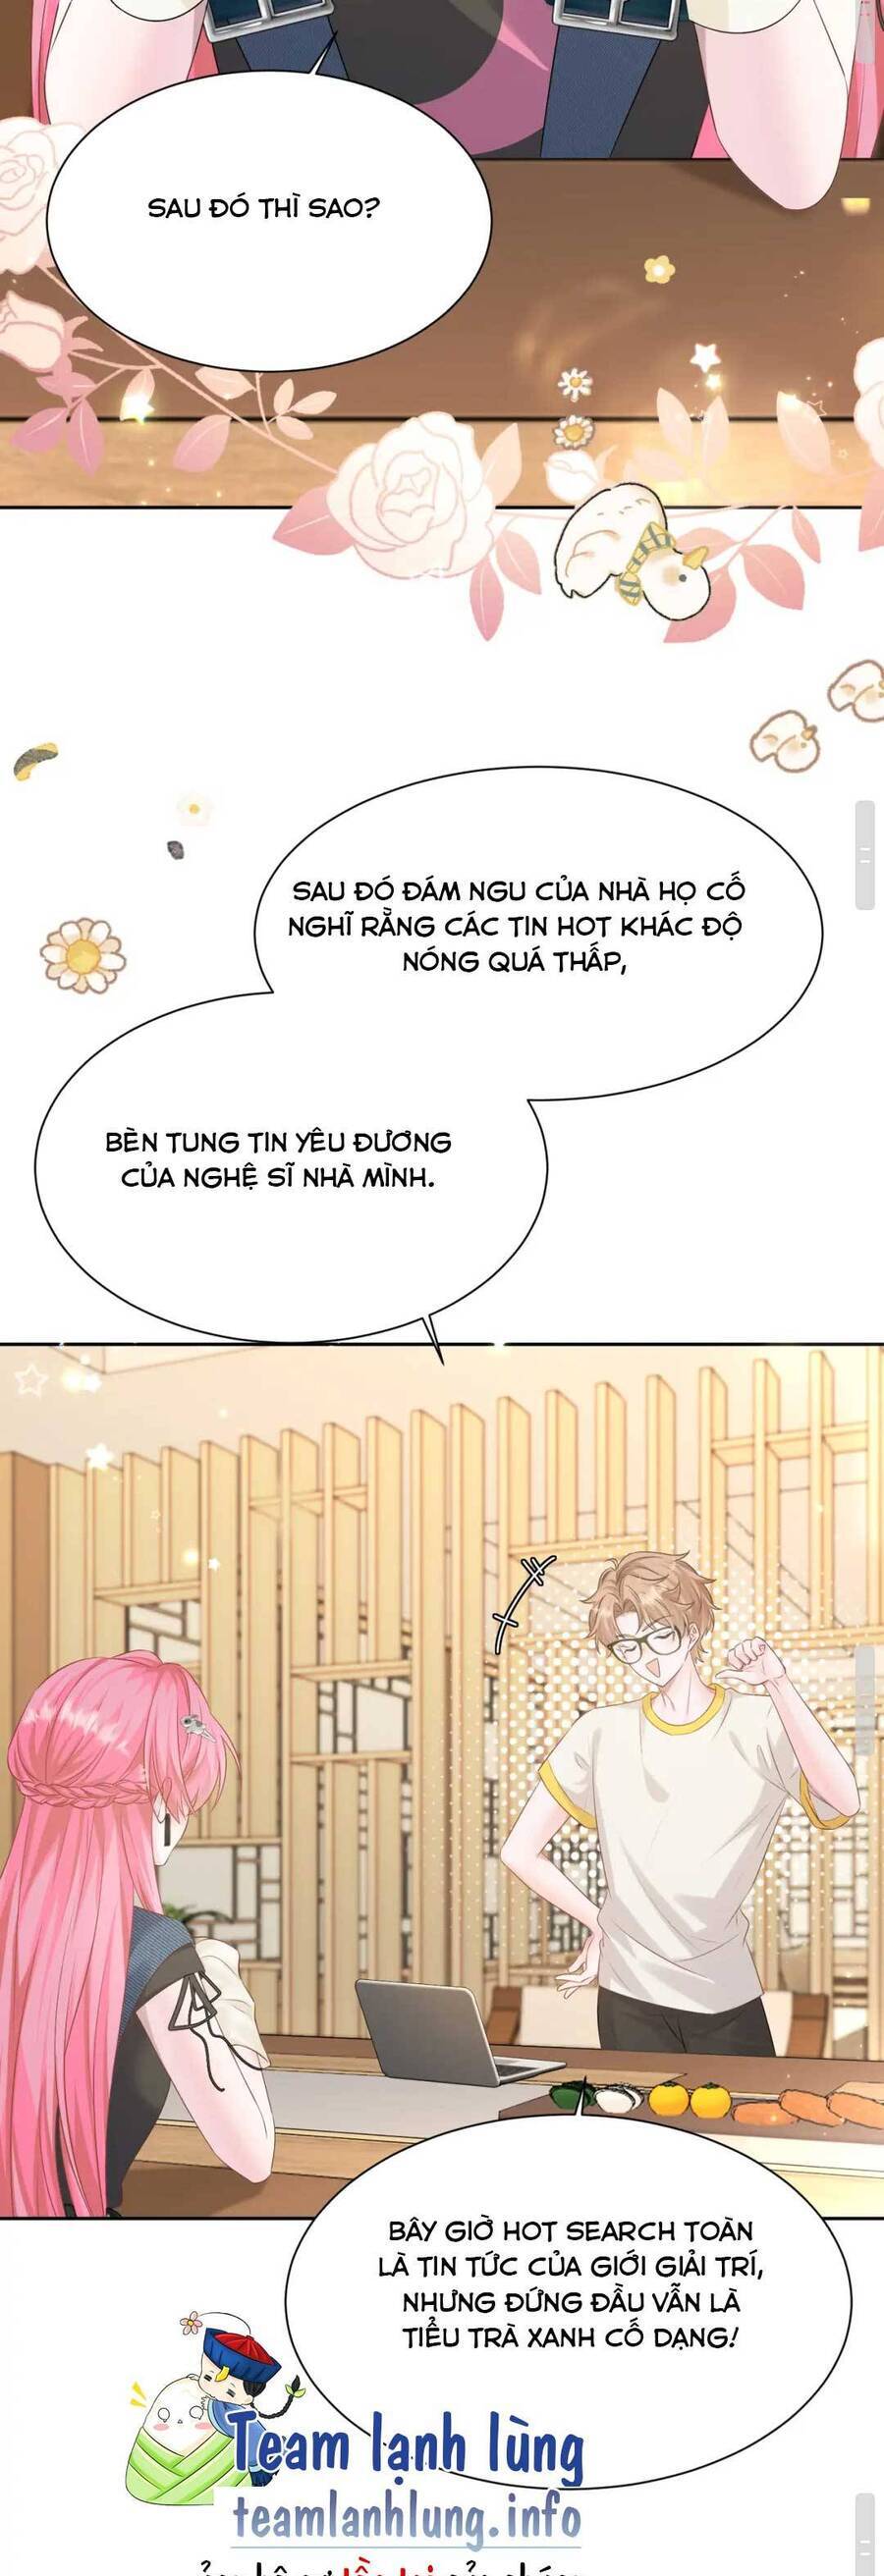 SAU ĐÓ THÌ SAO?
SAU ĐÓ ĐÁM NGU CỦA NHÀ HỌ CỐ
NGHĨ RẰNG CÁC TIN HOT KHÁC ĐỘ
NÓNG QUÁ THẤP,
BÈN TUNG TIN YÊU ĐƯƠNG
CỦA NGHỆ SĨ NHÀ MÌNH.
BÂY GIỜ HOT SEARCH TOÀN
LÀ TIN TỨC CỦA GIỚI GIẢI TRÍ,
NHƯNG ĐỨNG ĐẦU VẪN LÀ
TIỂU TRÀ XANH CỐ DẠNG!
Team lạnh lùng
teamlanhlung.info